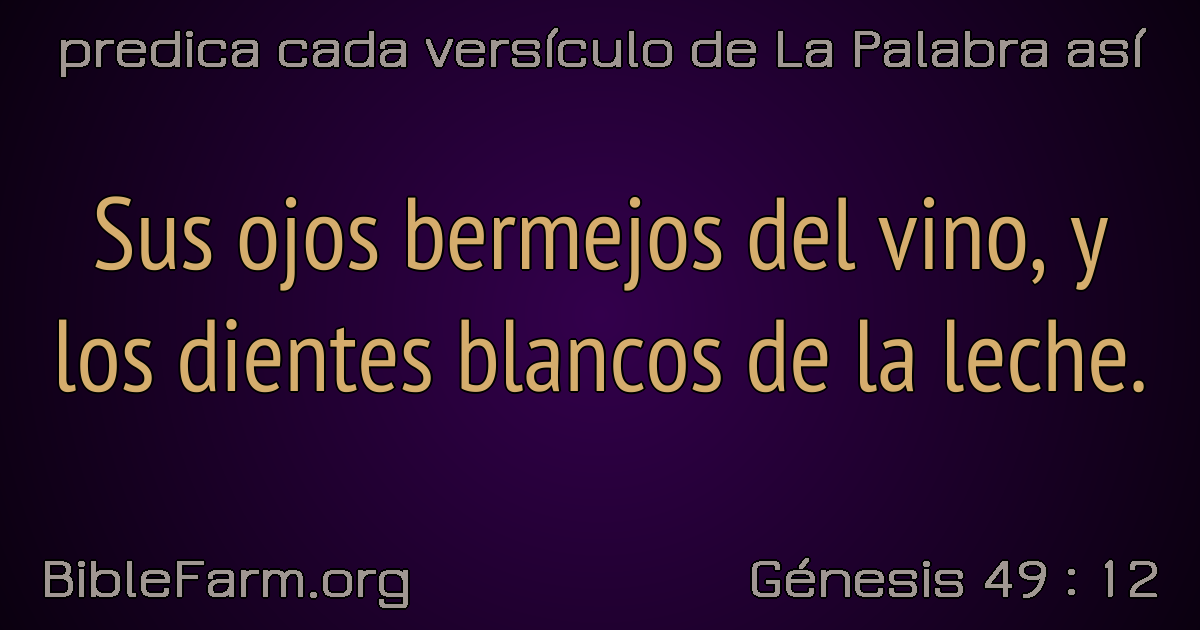 predica cada versículo de La Palabra así
Sus ojos bermejos del vino, y
los dientes blancos de la leche.
BibleFarm.org
Génesis 49 : 12